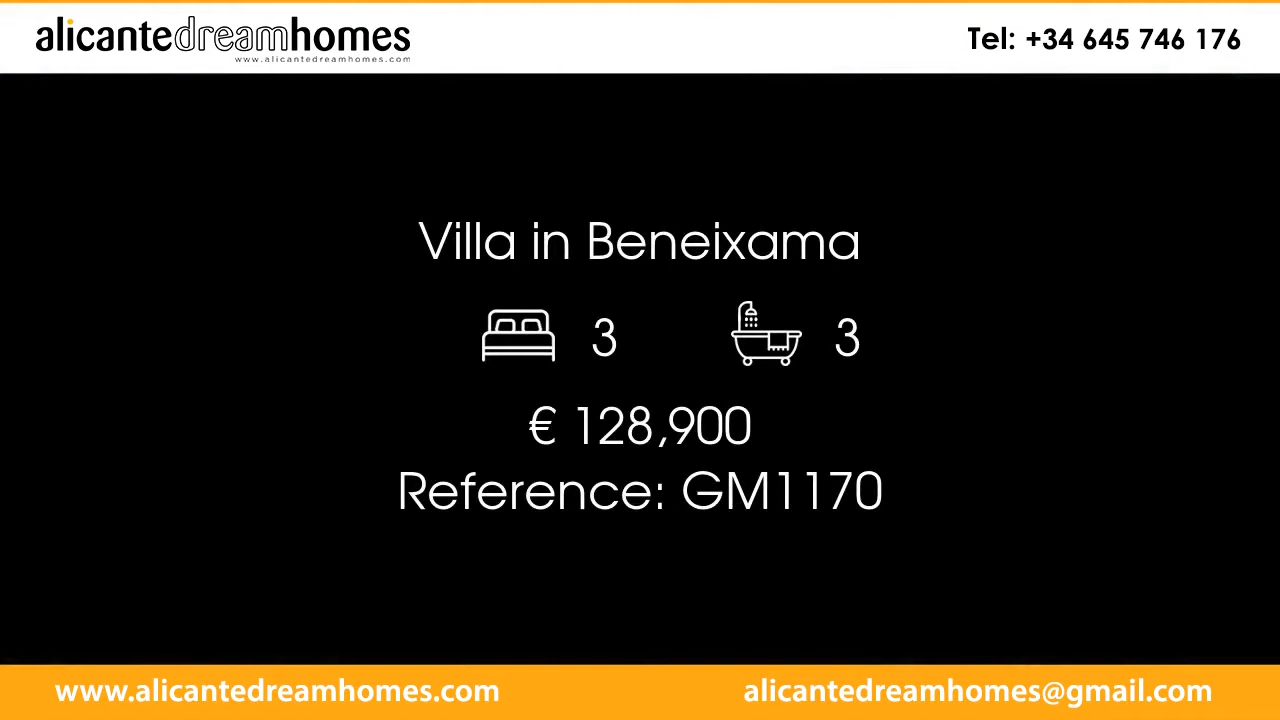 alicantedreamhomes
www.alicantedreamhomes.com
Tel: +34 645 746 176
Villa in Beneixama
3 3
€ 128,900
Reference: GM1170
www.alicantedreamhomes.com
alicantedreamhomes@gmail.com